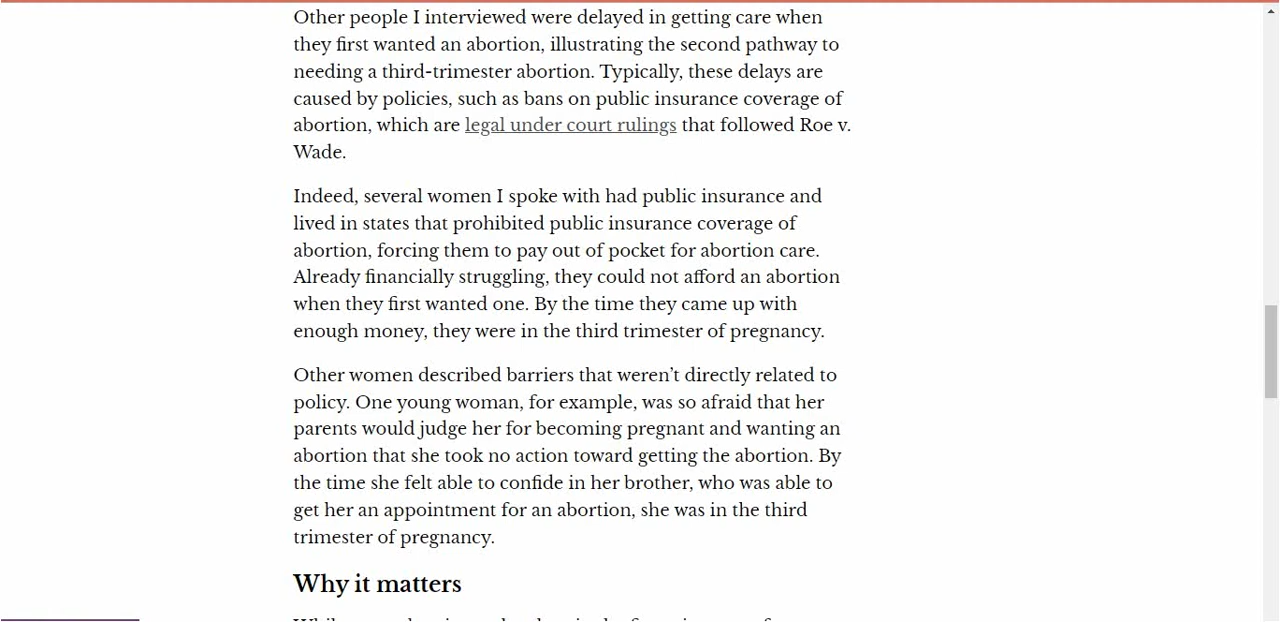 Other people I interviewed were delayed in getting care when
they first wanted an abortion, illustrating the second pathway to
needing a third-trimester abortion. Typically, these delays are
caused by policies, such as bans on public insurance coverage of
abortion, which are legal under court rulings that followed Roe v.
Wade.
Indeed, several women I spoke with had public insurance and
lived in states that prohibited public insurance coverage of
abortion, forcing them to pay out of pocket for abortion care.
Already financially struggling, they could not afford an abortion
when they first wanted one. By the time they came up with
enough money, they were in the third trimester of pregnancy.
Other women described barriers that weren’t directly related to
policy. One young woman, for example, was so afraid that her
parents would judge her for becoming pregnant and wanting an
abortion that she took no action toward getting the abortion. By
the time she felt able to confide in her brother, who was able to
get her an appointment for an abortion, she was in the third
trimester of pregnancy.
Why it matters